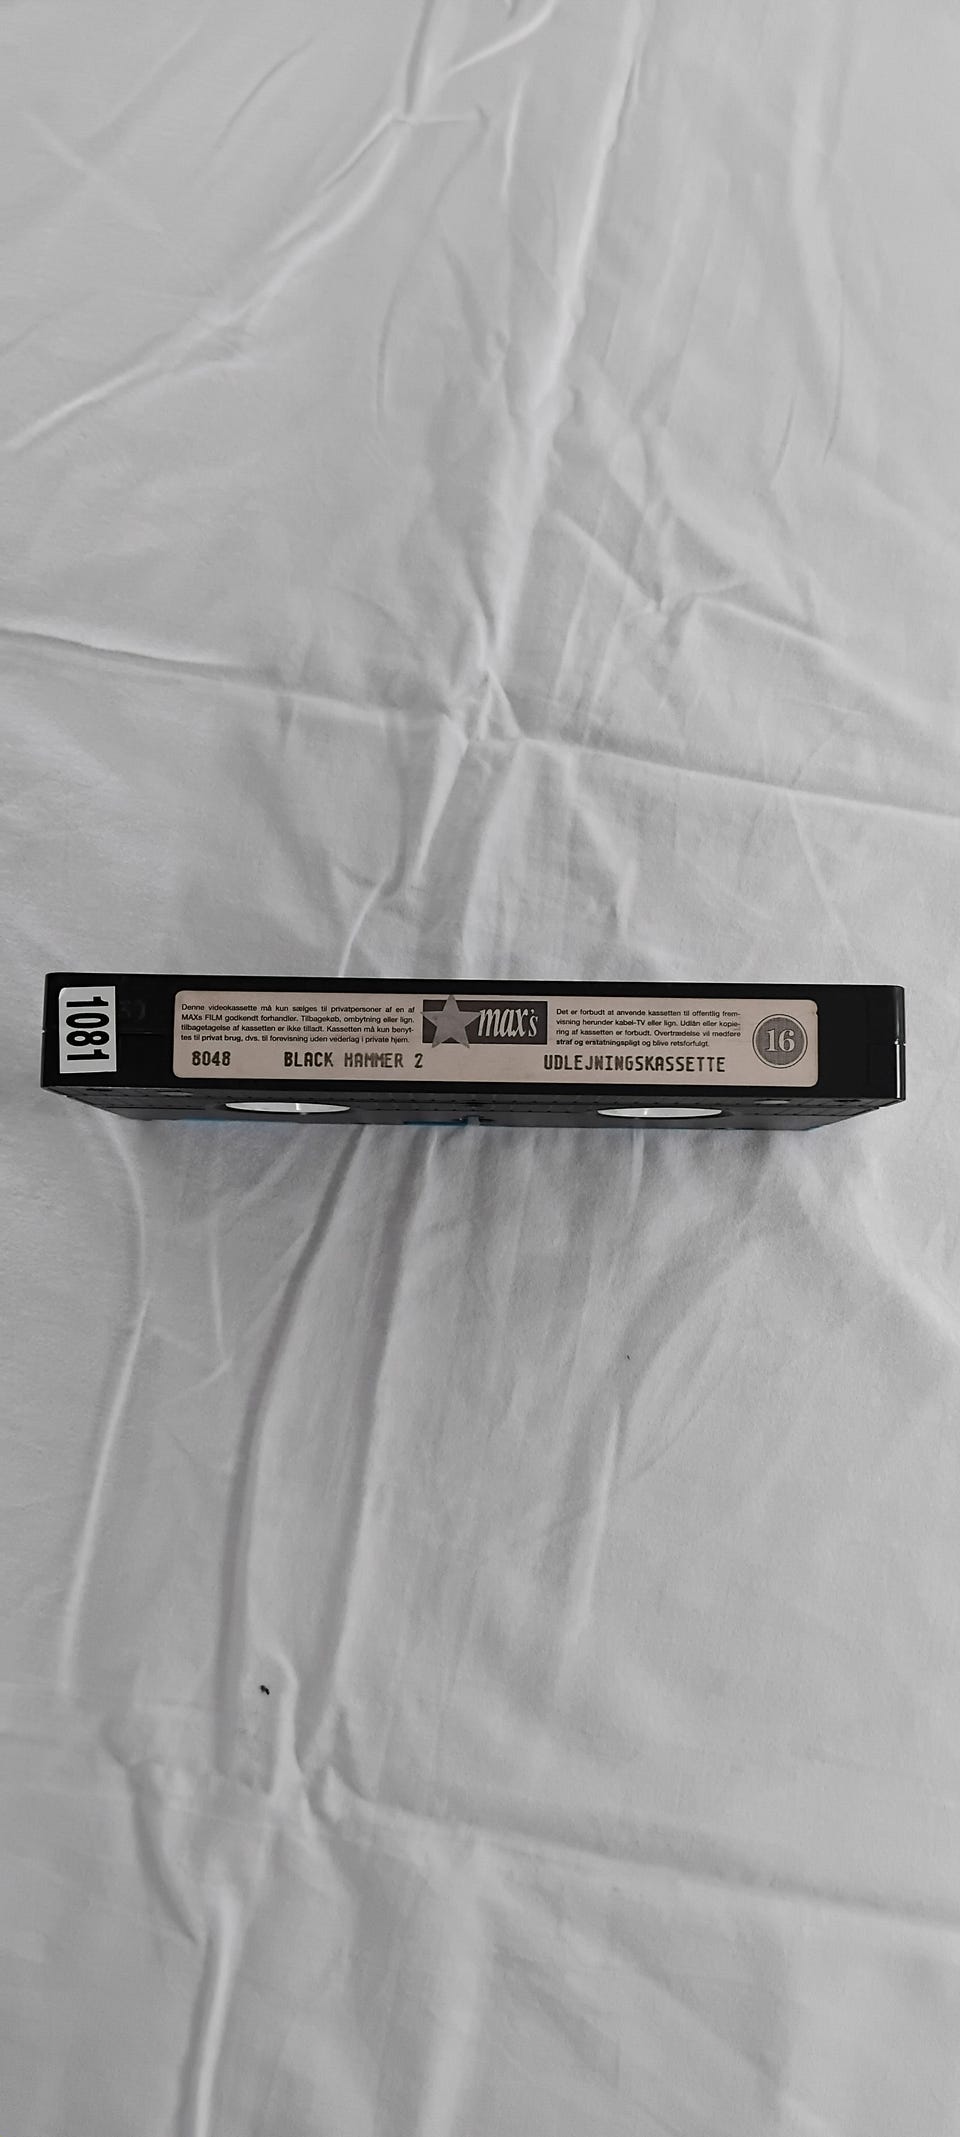 1081
Denne videokassette må kun sælges til privatpersoner af en af
MAXs FILM godkendt forhandler. Tilbagekøb, ombytning eller lign.
tilbagetagelse af kassetten er ikke tilladt. Kassetten må kun benyt-
tes til privat brug, dvs. til forevisning uden vederlag i private hjem.
max's
Det er forbudt at anvende kassetten til offentlig frem-
visning herunder kabel-TV eller lign. Udlån eller kopie-
ring af kassetten er forbudt. Overtrædelse vil medføre
straf og erstatningspligt og blive retsforfulgt.
16
8048 BLACK HAMMER 2 UDLEJNINGSKASSETTE